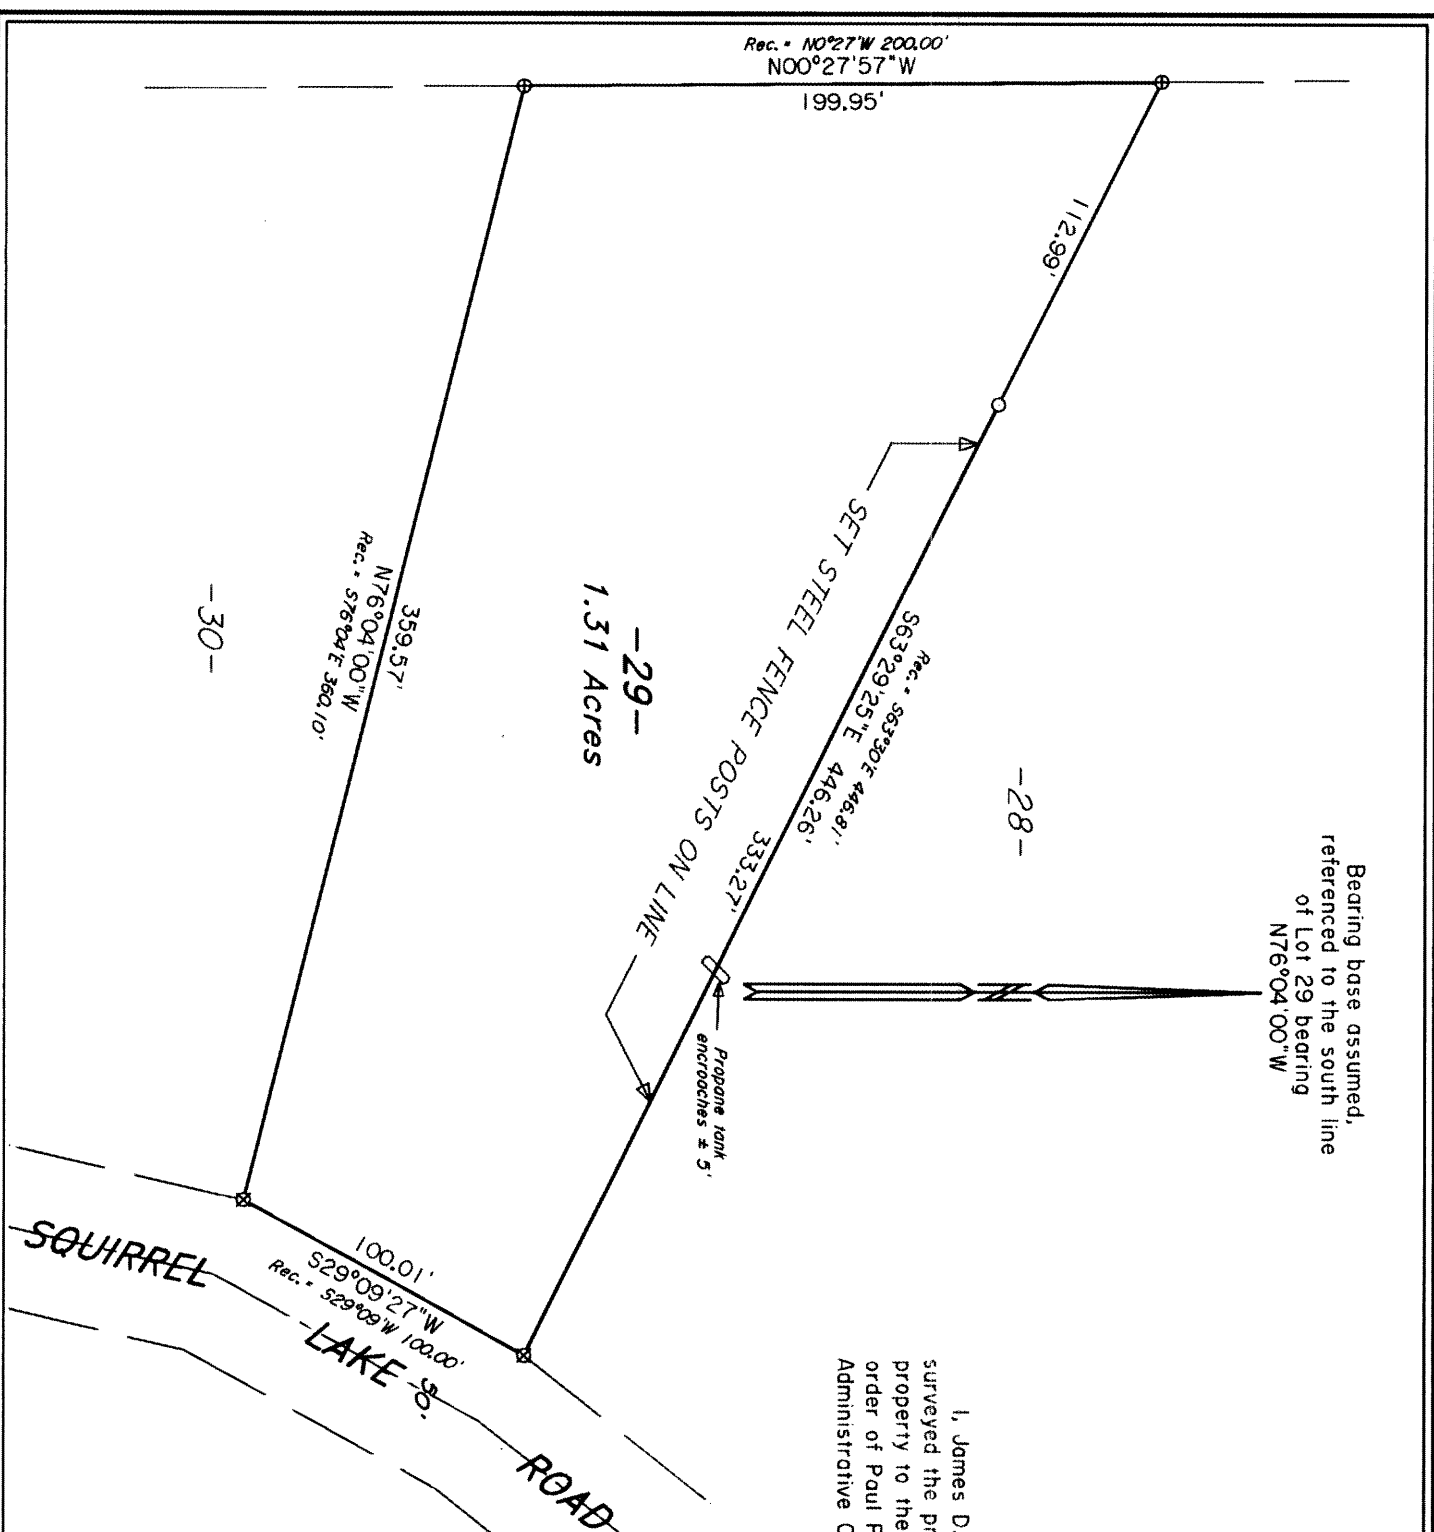 Rec. = N0°27'W 200.00'
N00°27'57"W
199.95'
112.99'
SET STEEL FENCE POSTS ON LINE
Rec. = S63°30'E 446.81'
S63°29'25"E 446.26'
333.27'
-28-
Bearing base assumed,
referenced to the south line
of Lot 29 bearing
N76°04'00"W
-29-
1.31 Acres
359.57'
N76°04'00"W
Rec. = S76°04'E 360.10'
-30-
Propane tank
encroaches ± 5'
100.01'
S29°09'27"W
Rec. = S29°09'W 100.00'
SQUIRREL LAKE ROAD
50'
I, James D.
surveyed the pr
property to the
order of Paul F
Administrative C